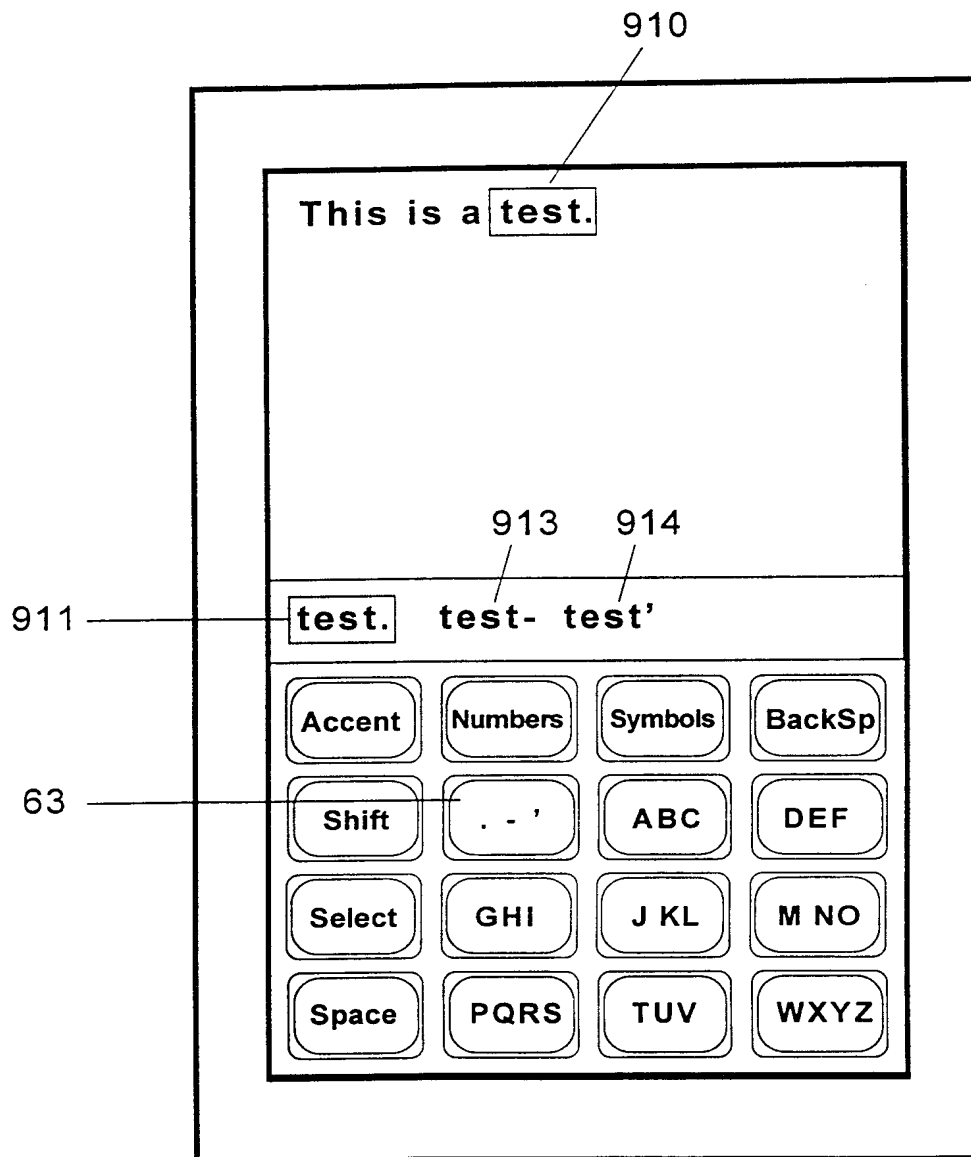 910
This is a test.
913 914
911 test. test- test’
Accent Numbers Symbols BackSp
63 Shift . - ’ ABC DEF
Select GHI J KL M NO
Space PQRS TUV WXYZ